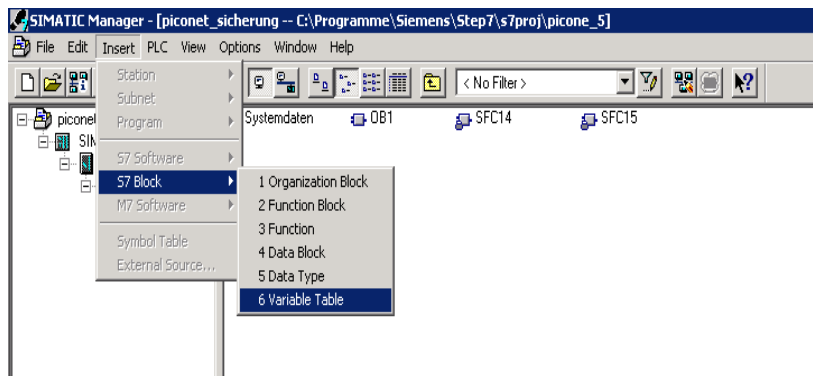 SIMATIC Manager - [piconet_sicherung -- C:\Programme\Siemens\Step7\s7proj\picone_5]
File Edit Insert PLC View Options Window Help
< No Filter >
Station
Subnet
Program
S7 Software
S7 Block
M7 Software
Symbol Table
External Source...
piconet
SIM
Systemdaten OB1 SFC14 SFC15
1 Organization Block
2 Function Block
3 Function
4 Data Block
5 Data Type
6 Variable Table